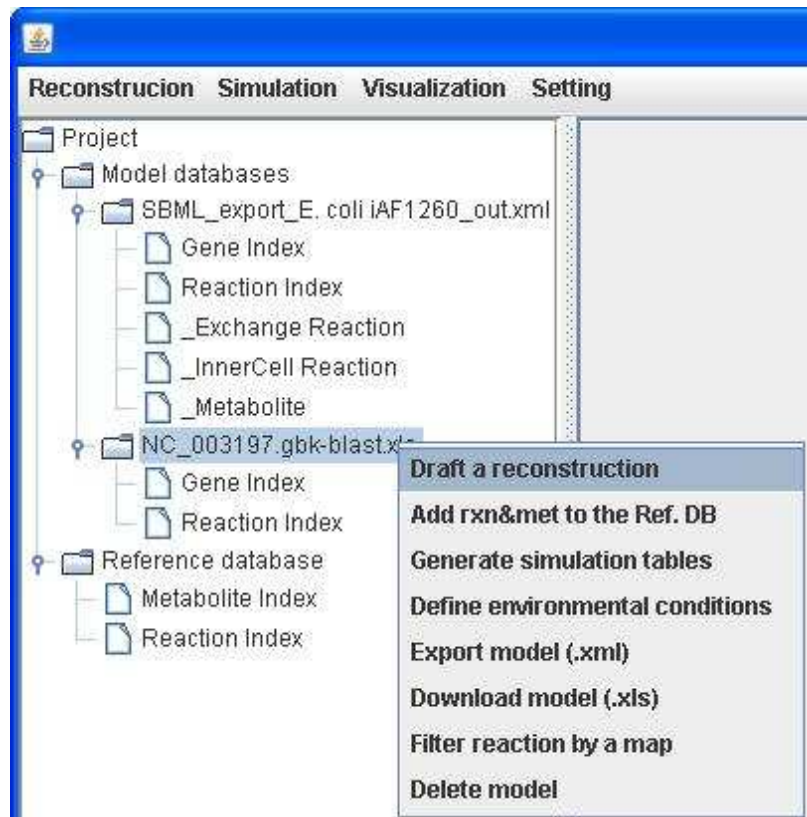 Reconstrucion Simulation Visualization Setting
Project
Model databases
SBML_export_E. coli iAF1260_out.xml
Gene Index
Reaction Index
_Exchange Reaction
_InnerCell Reaction
_Metabolite
NC_003197.gbk-blast.xls
Gene Index
Reaction Index
Reference database
Metabolite Index
Reaction Index
Draft a reconstruction
Add rxn&met to the Ref. DB
Generate simulation tables
Define environmental conditions
Export model (.xml)
Download model (.xls)
Filter reaction by a map
Delete model